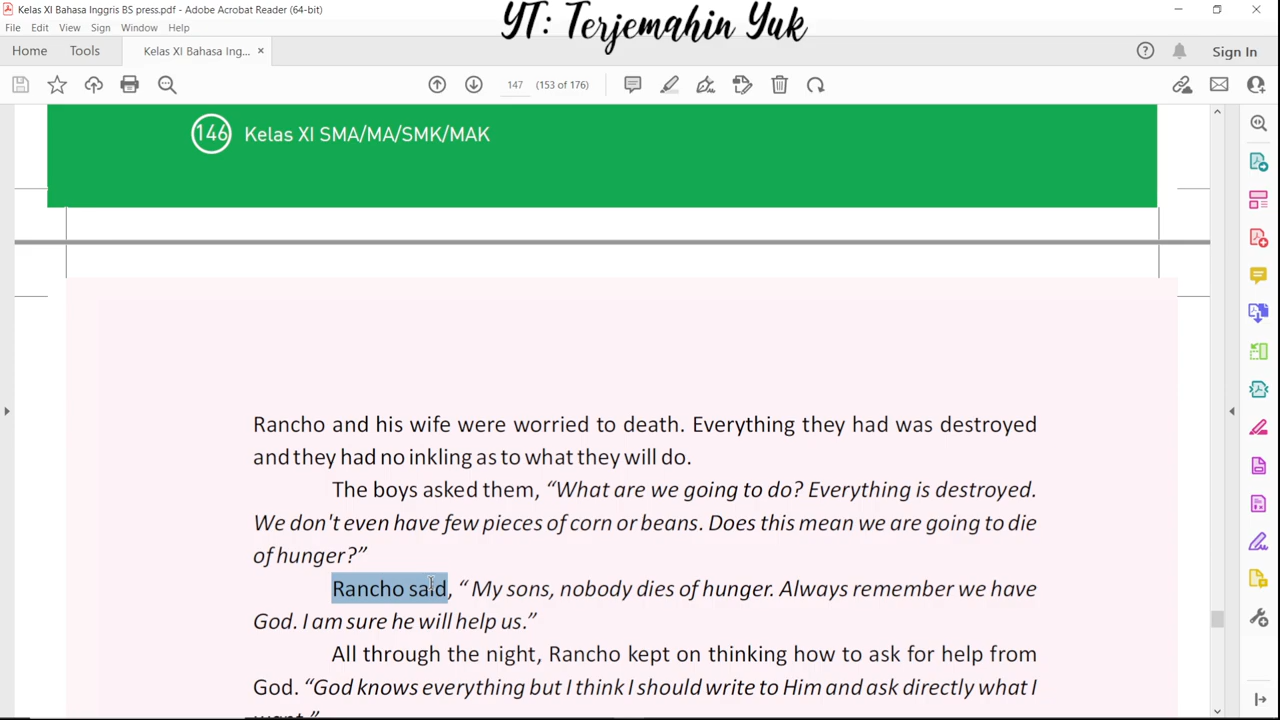 Kelas XI Bahasa Inggris BS press.pdf - Adobe Acrobat Reader (64-bit)
YT: Terjemahin Yuk
File Edit View Sign Window Help
Home Tools Kelas XI Bahasa Ing... × Sign In
147 (153 of 176)
146 Kelas XI SMA/MA/SMK/MAK
Rancho and his wife were worried to death. Everything they had was destroyed
and they had no inkling as to what they will do.
The boys asked them, “What are we going to do? Everything is destroyed.
We don't even have few pieces of corn or beans. Does this mean we are going to die
of hunger?”
Rancho said, “ My sons, nobody dies of hunger. Always remember we have
God. I am sure he will help us.”
All through the night, Rancho kept on thinking how to ask for help from
God. “God knows everything but I think I should write to Him and ask directly what I
want.”